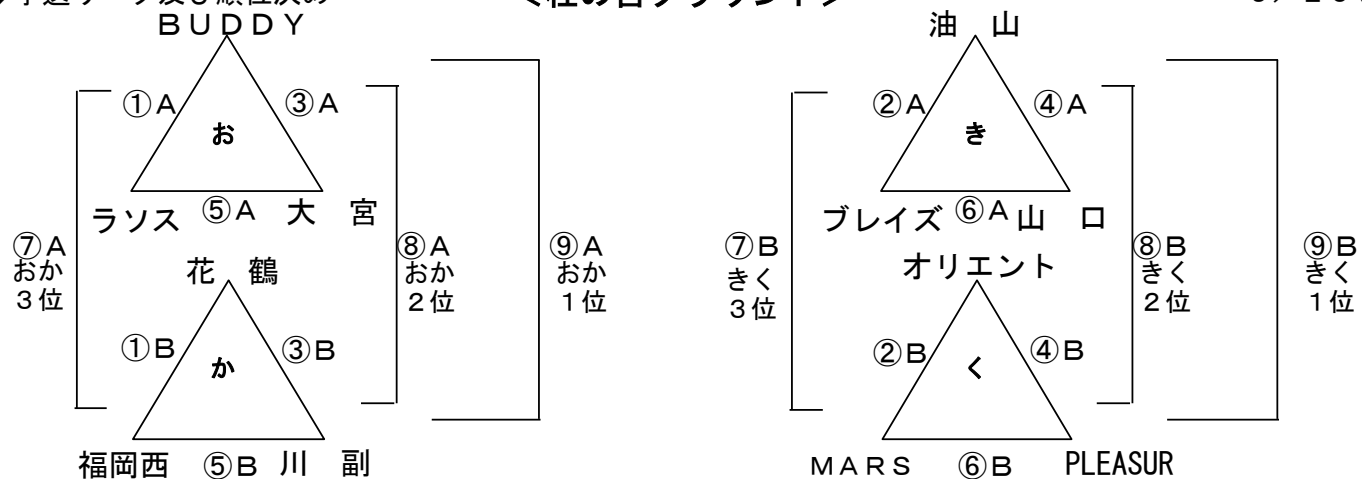 BUDDY
油 山
①A ③A
お
②A ④A
き
ラソス ⑤A 大 宮
ブレイズ ⑥A 山 口
⑦A
おか
3位
⑧A
おか
2位
⑨A
おか
1位
⑦B
きく
3位
⑧B
きく
2位
⑨B
きく
1位
花 鶴
オリエント
①B ③B
か
②B ④B
く
福岡西 ⑤B 川 副
MARS ⑥B PLEASUR